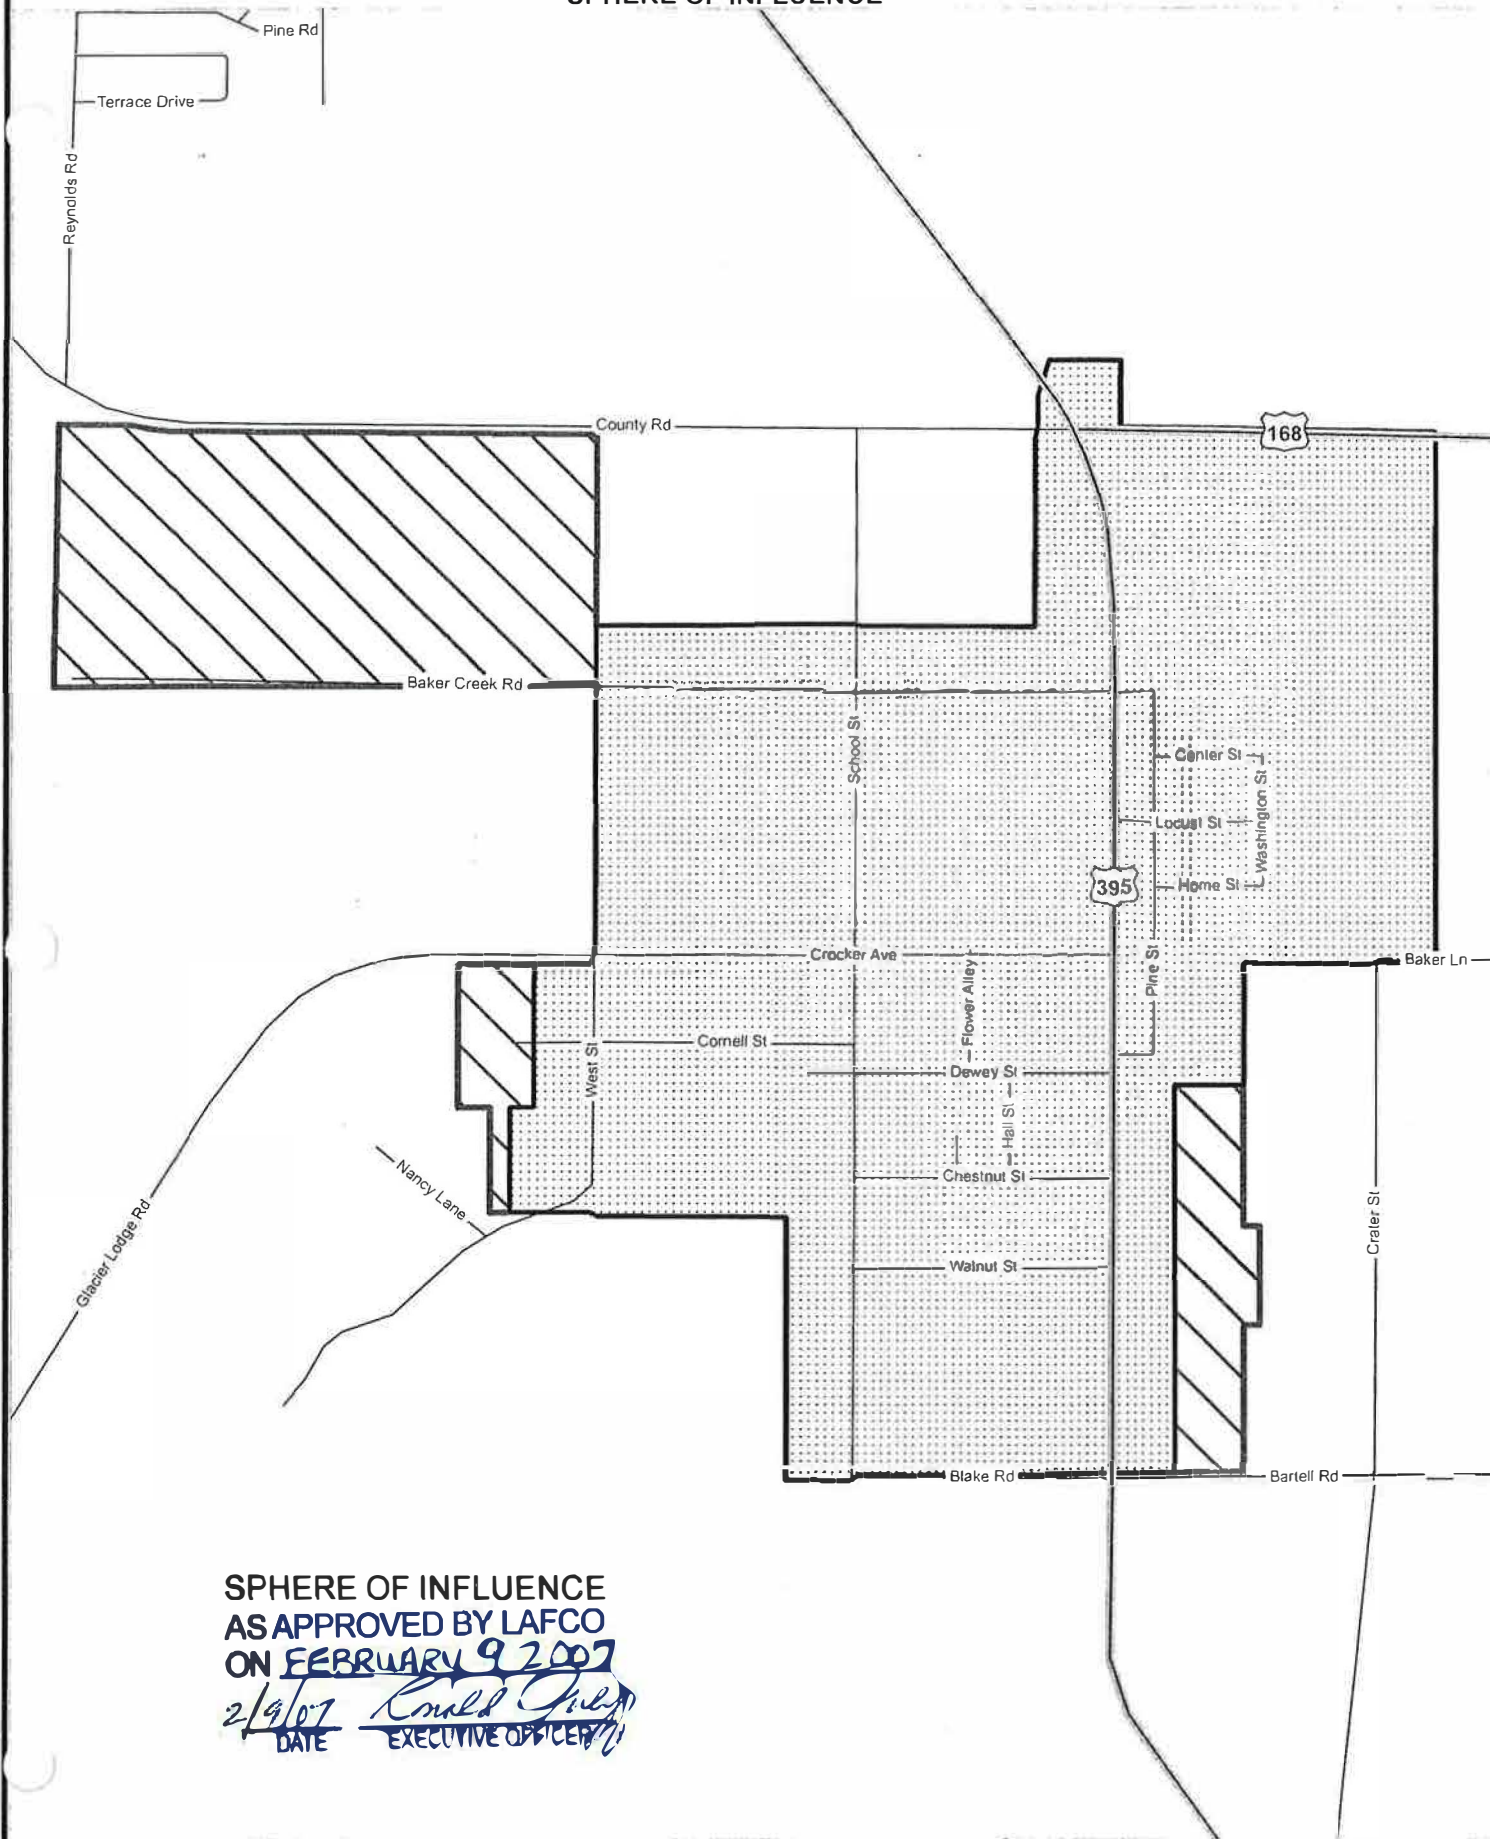 SPHERE OF INFLUENCE
Pine Rd
Terrace Drive
Reynolds Rd
County Rd
168
Baker Creek Rd
School St
Center St
Washington St
Locust St
395
Home St
Crocker Ave
Flower Alley
Pine St
Baker Ln
Cornell St
West St
Dewey St
Hall St
Nancy Lane
Chestnut St
Glacier Lodge Rd
Crater St
Walnut St
Blake Rd
Bartell Rd
SPHERE OF INFLUENCE
AS APPROVED BY LAFCO
ON FEBRUARY 9 2007
2/9/07 Ronald
DATE EXECUTIVE OFFICER